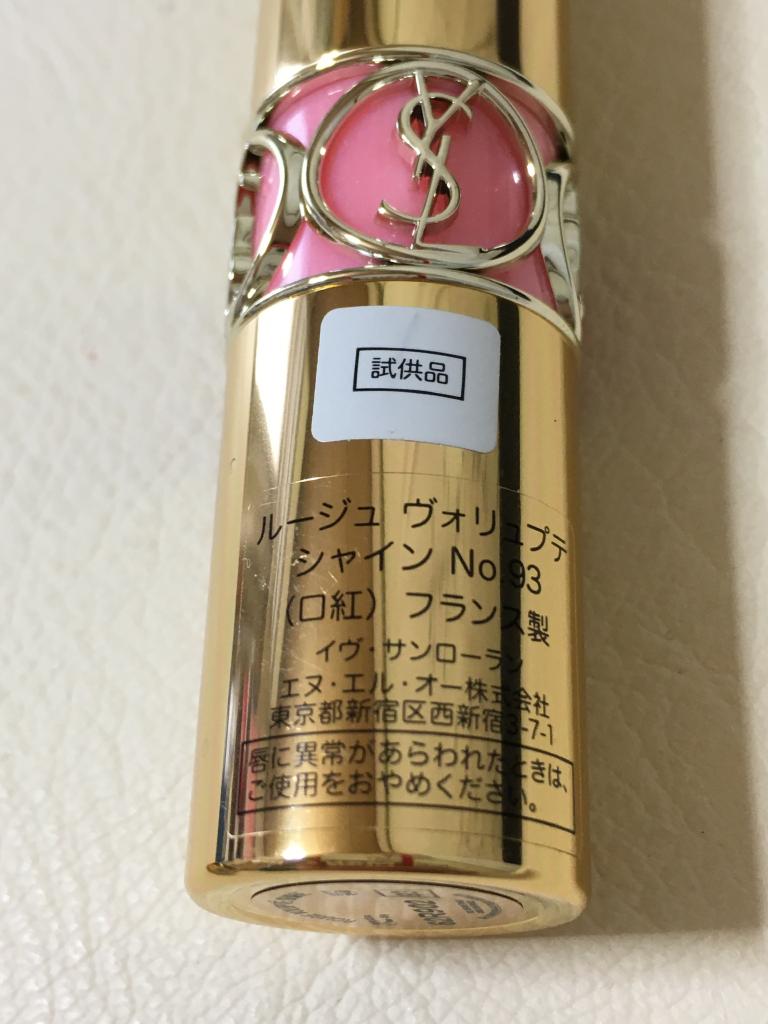 YSL
試供品
ルージュ ヴォリュプテ
シャイン No.93
(口紅) フランス製
イヴ・サンローラン
エヌ・エル・オー株式会社
東京都新宿区西新宿3-7-1
唇に異常があらわれたときは、
ご使用をおやめください。